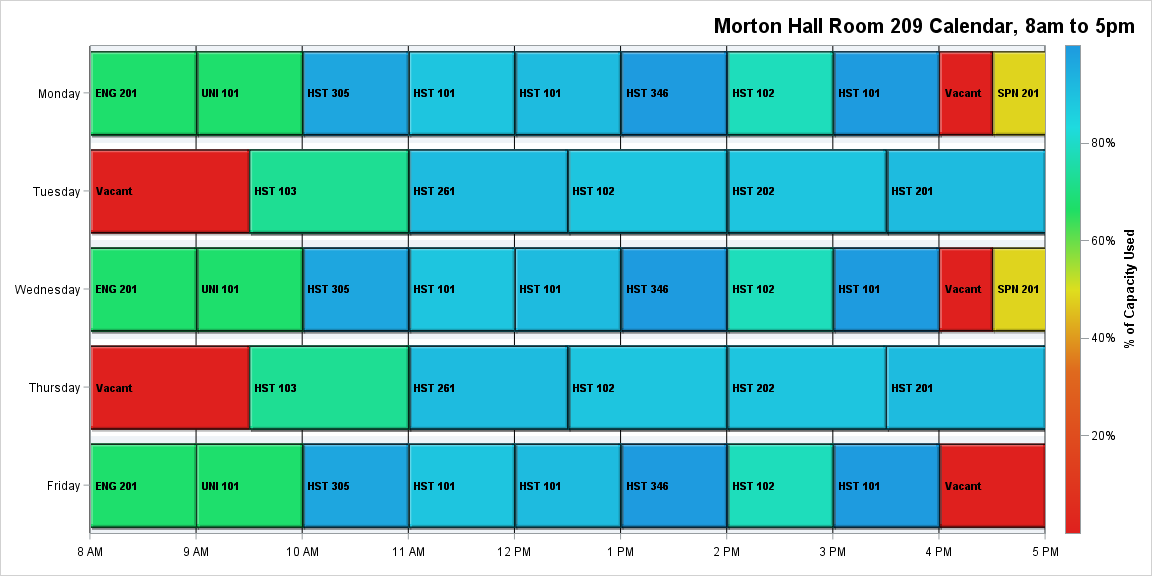 Morton Hall Room 209 Calendar, 8am to 5pm
Monday ENG 201 UNI 101 HST 305 HST 101 HST 101 HST 346 HST 102 HST 101 Vacant SPN 201
Tuesday Vacant HST 103 HST 261 HST 102 HST 202 HST 201
Wednesday ENG 201 UNI 101 HST 305 HST 101 HST 101 HST 346 HST 102 HST 101 Vacant SPN 201
Thursday Vacant HST 103 HST 261 HST 102 HST 202 HST 201
Friday ENG 201 UNI 101 HST 305 HST 101 HST 101 HST 346 HST 102 HST 101 Vacant
8 AM 9 AM 10 AM 11 AM 12 PM 1 PM 2 PM 3 PM 4 PM 5 PM
80%
60%
40%
20%
% of Capacity Used